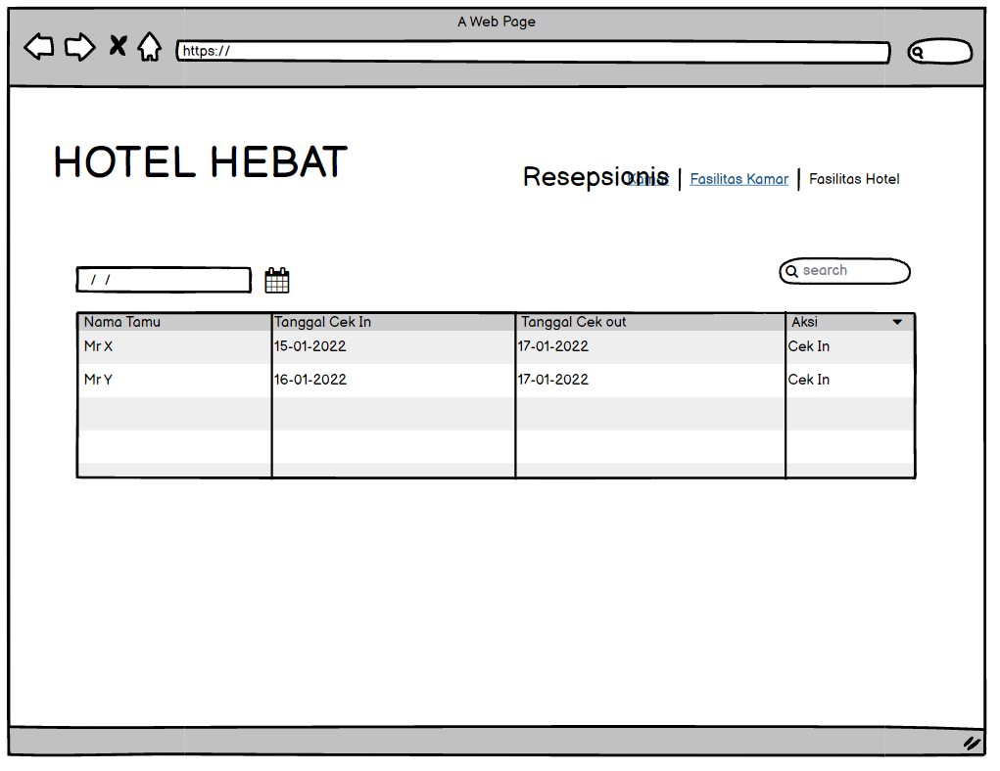 A Web Page
https://
HOTEL HEBAT
Resepsionis
Kamar | Fasilitas Kamar | Fasilitas Hotel
/ /
search
Nama Tamu Tanggal Cek In Tanggal Cek out Aksi
Mr X 15-01-2022 17-01-2022 Cek In
Mr Y 16-01-2022 17-01-2022 Cek In